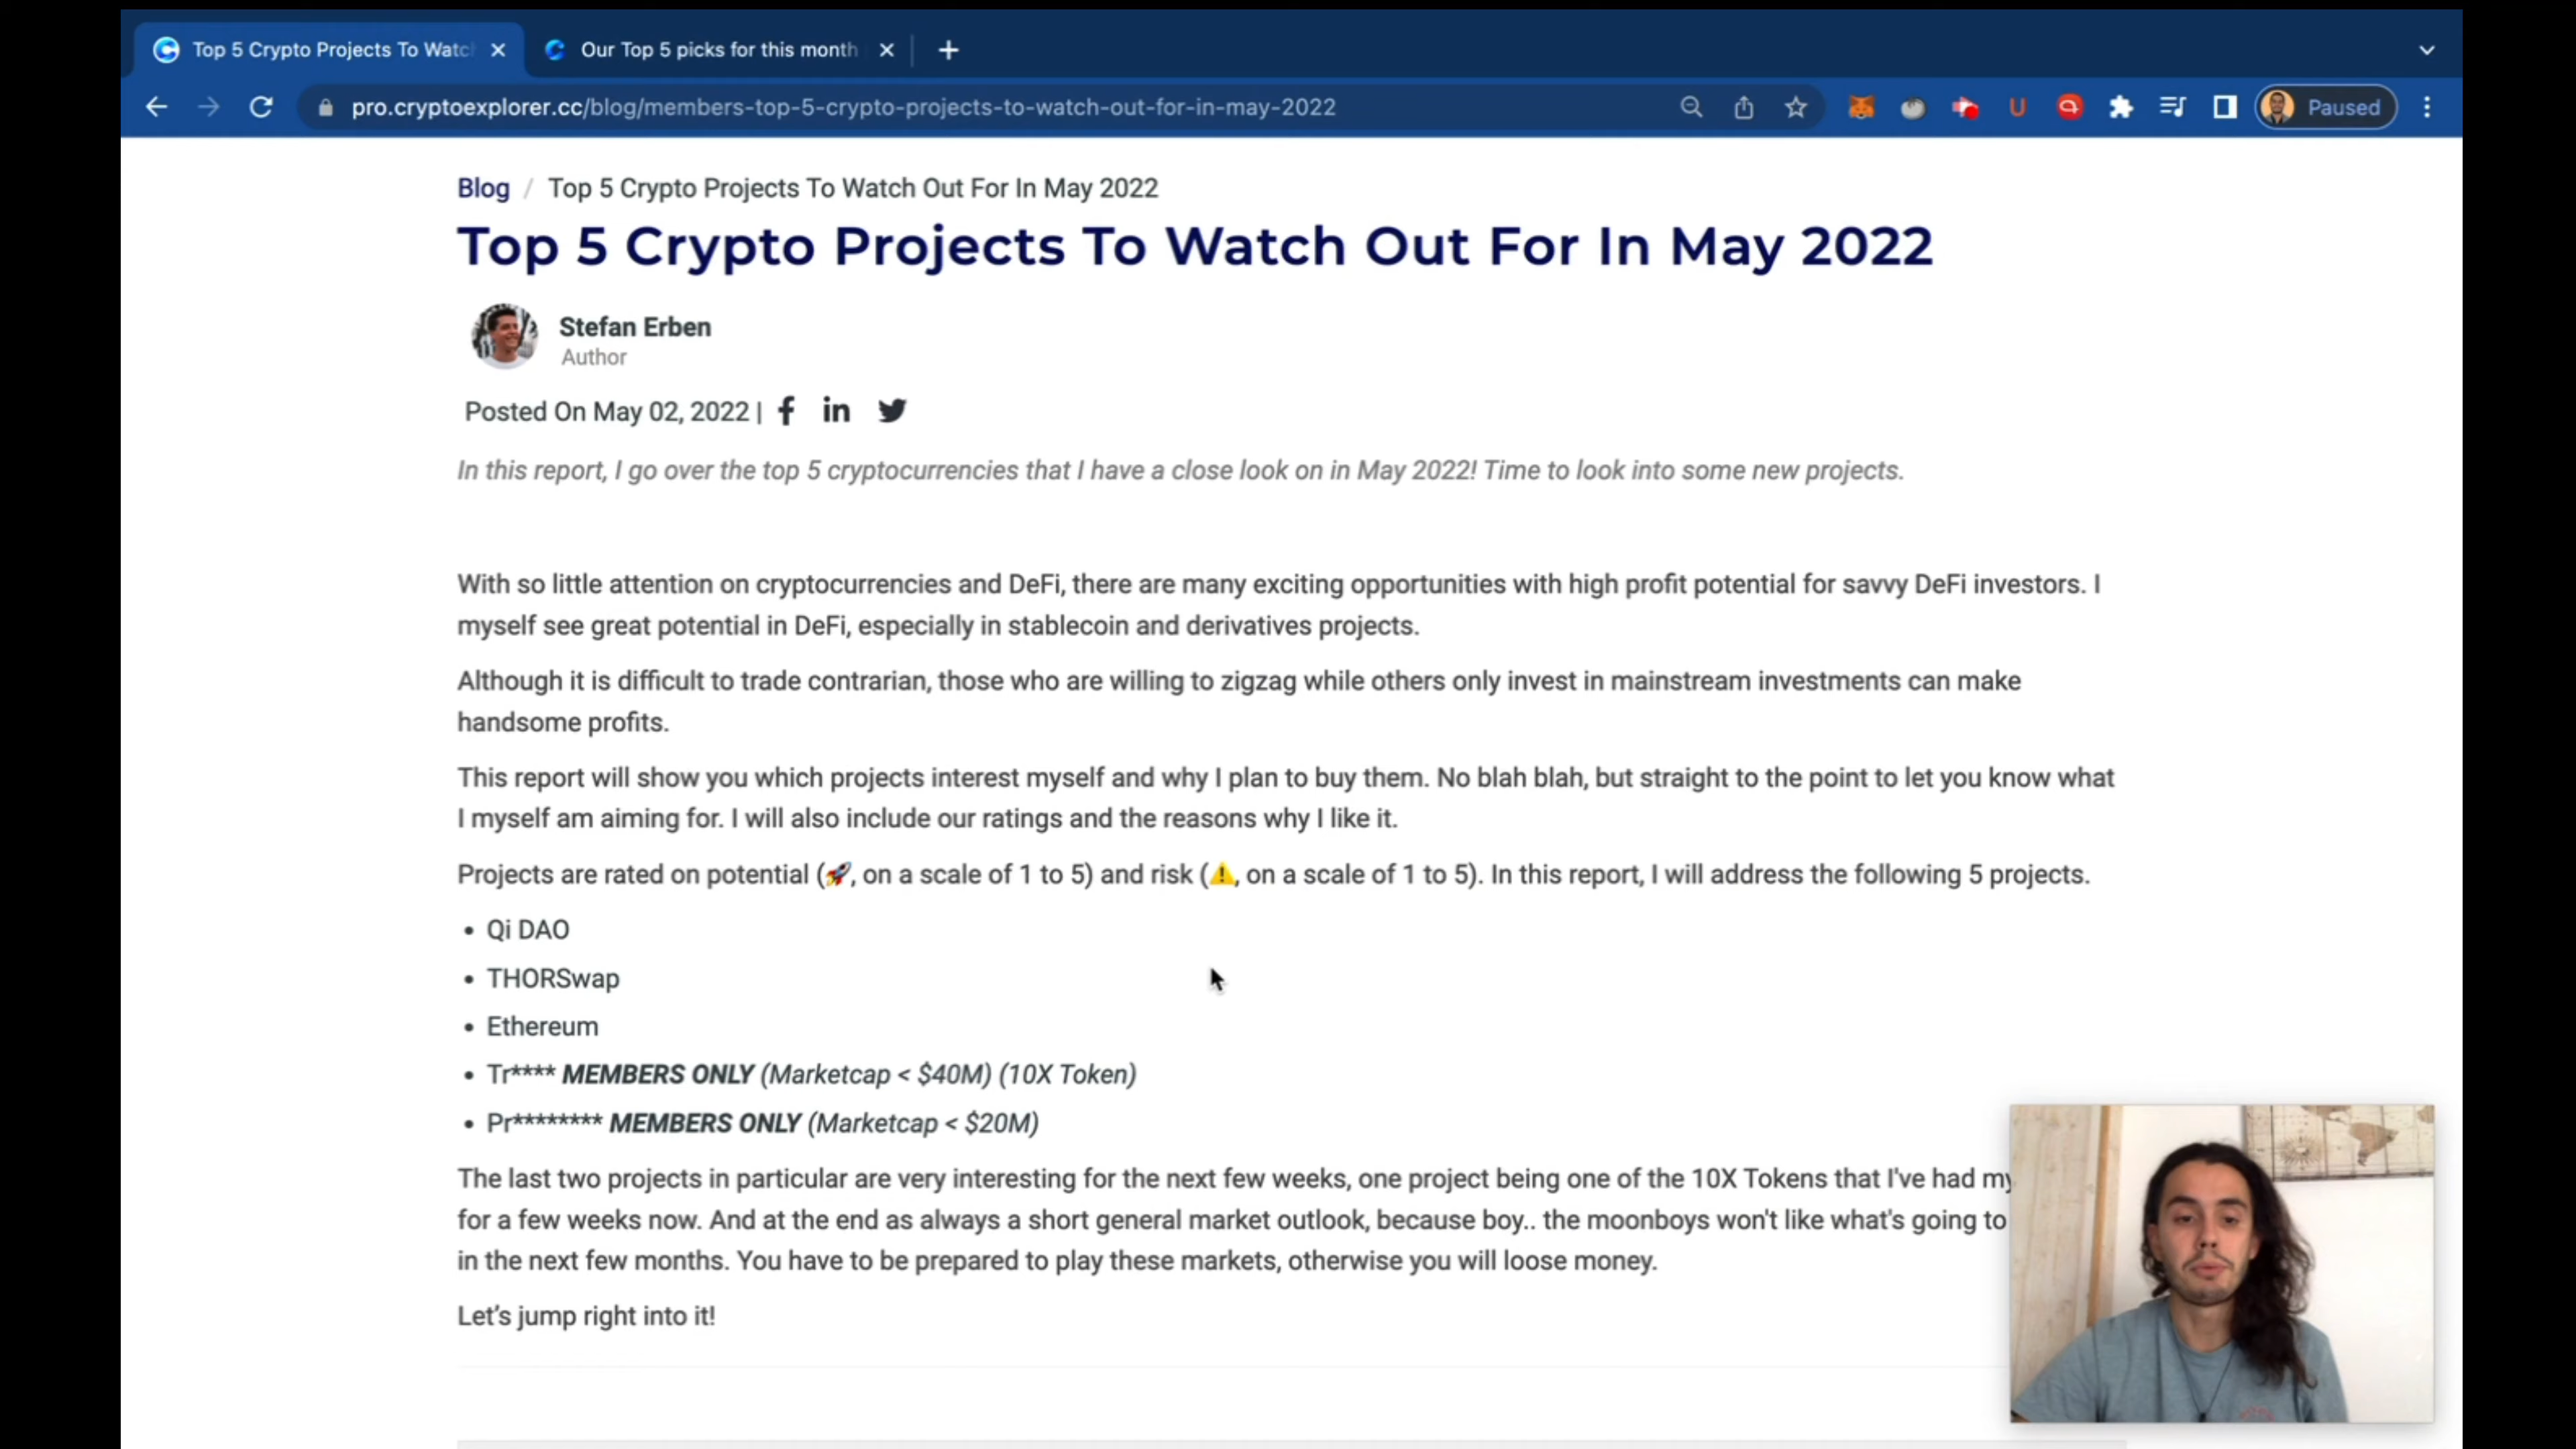 Top 5 Crypto Projects To Watc
Our Top 5 picks for this month
pro.cryptoexplorer.cc/blog/members-top-5-crypto-projects-to-watch-out-for-in-may-2022
Paused
Blog / Top 5 Crypto Projects To Watch Out For In May 2022
Top 5 Crypto Projects To Watch Out For In May 2022
Stefan Erben
Author
Posted On May 02, 2022 |
In this report, I go over the top 5 cryptocurrencies that I have a close look on in May 2022! Time to look into some new projects.
With so little attention on cryptocurrencies and DeFi, there are many exciting opportunities with high profit potential for savvy DeFi investors. I
myself see great potential in DeFi, especially in stablecoin and derivatives projects.
Although it is difficult to trade contrarian, those who are willing to zigzag while others only invest in mainstream investments can make
handsome profits.
This report will show you which projects interest myself and why I plan to buy them. No blah blah, but straight to the point to let you know what
I myself am aiming for. I will also include our ratings and the reasons why I like it.
Projects are rated on potential (🚀, on a scale of 1 to 5) and risk (⚠️, on a scale of 1 to 5). In this report, I will address the following 5 projects.
• Qi DAO
• THORSwap
• Ethereum
• Tr**** MEMBERS ONLY (Marketcap < $40M) (10X Token)
• Pr******** MEMBERS ONLY (Marketcap < $20M)
The last two projects in particular are very interesting for the next few weeks, one project being one of the 10X Tokens that I've had my
for a few weeks now. And at the end as always a short general market outlook, because boy.. the moonboys won't like what's going to
in the next few months. You have to be prepared to play these markets, otherwise you will loose money.
Let's jump right into it!